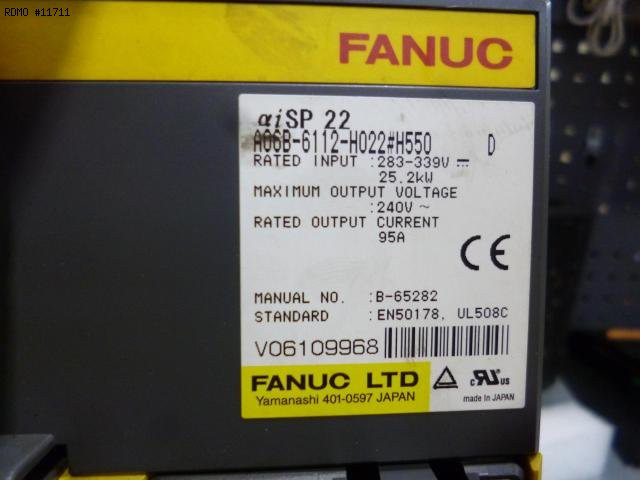 RDMO #11711
FANUC
αiSP 22
A06B-6112-H022#H550 D
RATED INPUT :283-339V ⎓
25.2kW
MAXIMUM OUTPUT VOLTAGE
:240V ~
RATED OUTPUT CURRENT
95A
CE
MANUAL NO. :B-65282
STANDARD :EN50178, UL508C
V06109968
FANUC LTD
Yamanashi 401-0597 JAPAN
c UR US
made in JAPAN